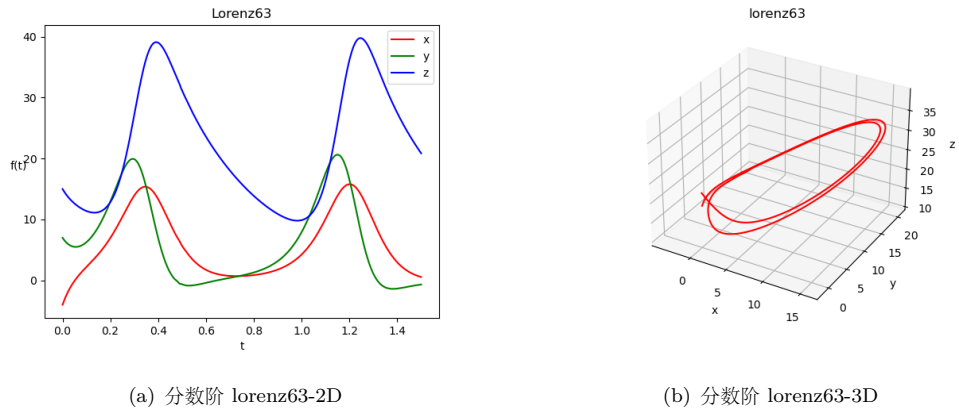 Lorenz63
40
30
20
10
0
f(t)
x
y
z
0.0 0.2 0.4 0.6 0.8 1.0 1.2 1.4
t
(a) 分数阶 lorenz63-2D
lorenz63
35
30
25
20
15
10
z
20
15
10
5
0
y
0 5 10 15
x
(b) 分数阶 lorenz63-3D